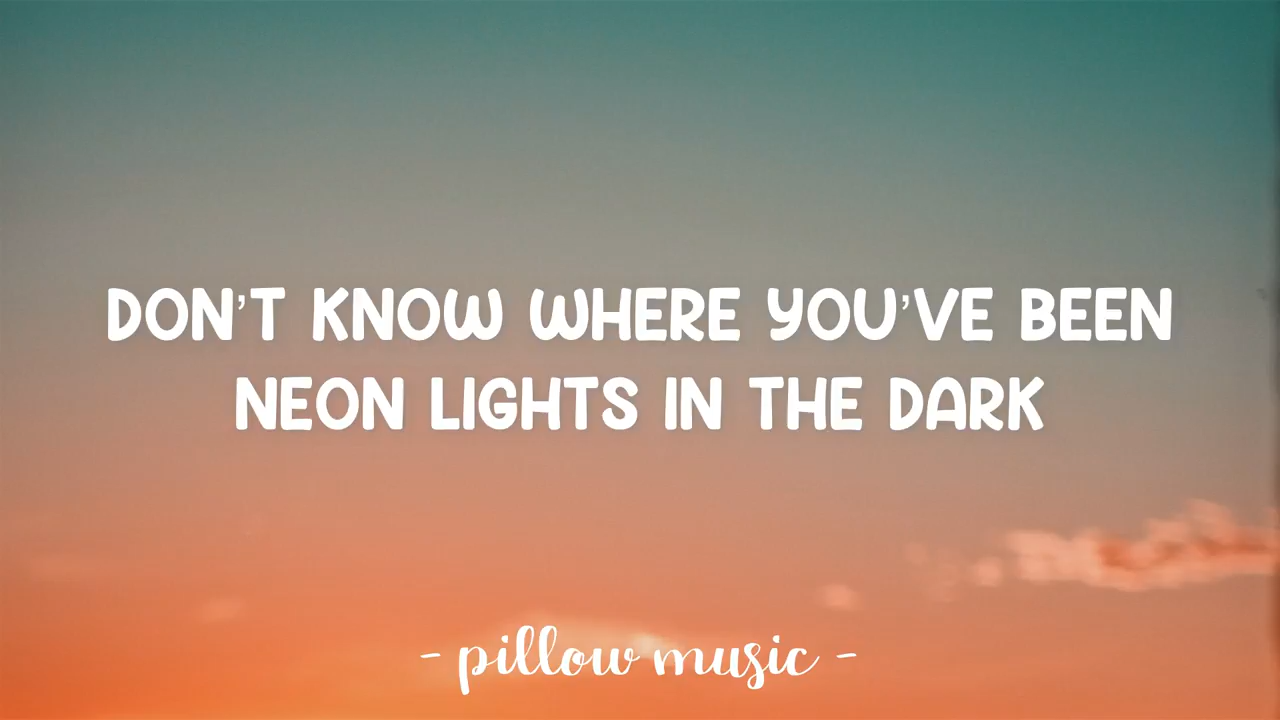 DON'T KNOW WHERE YOU'VE BEEN
NEON LIGHTS IN THE DARK
- pillow music -